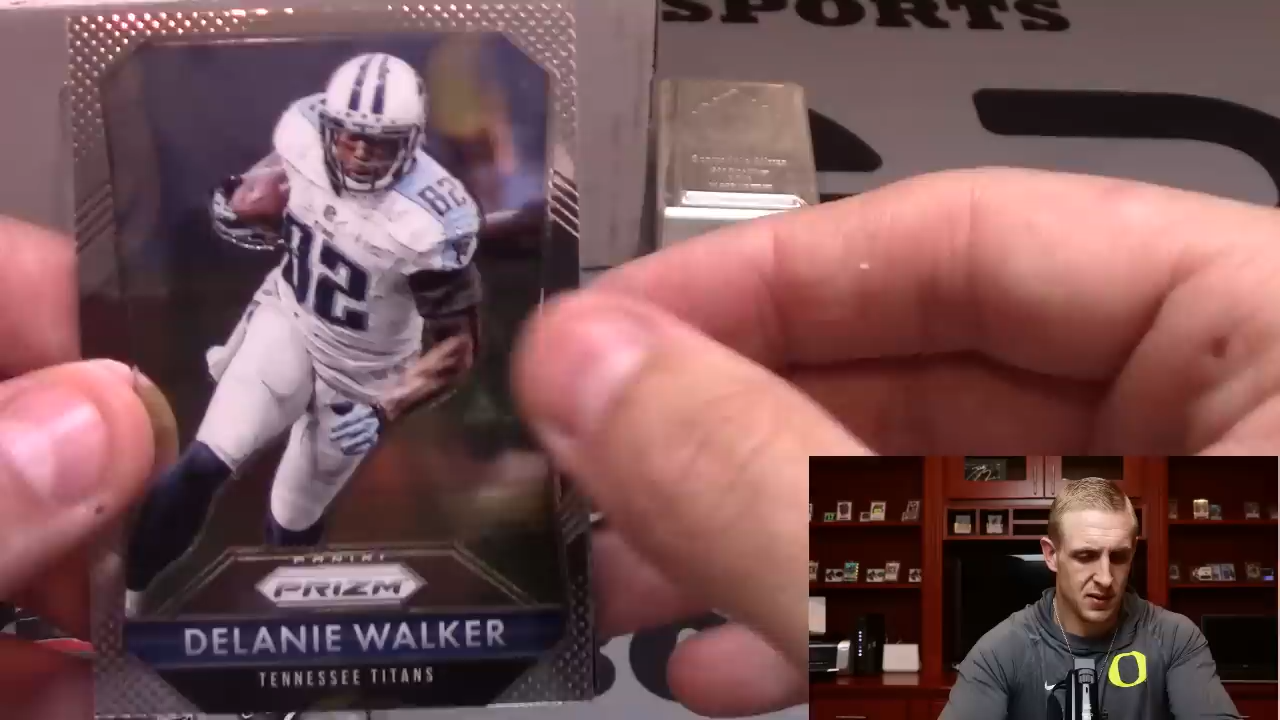 SPORTS
82
82
PANINI
PRIZM
DELANIE WALKER
TENNESSEE TITANS
O